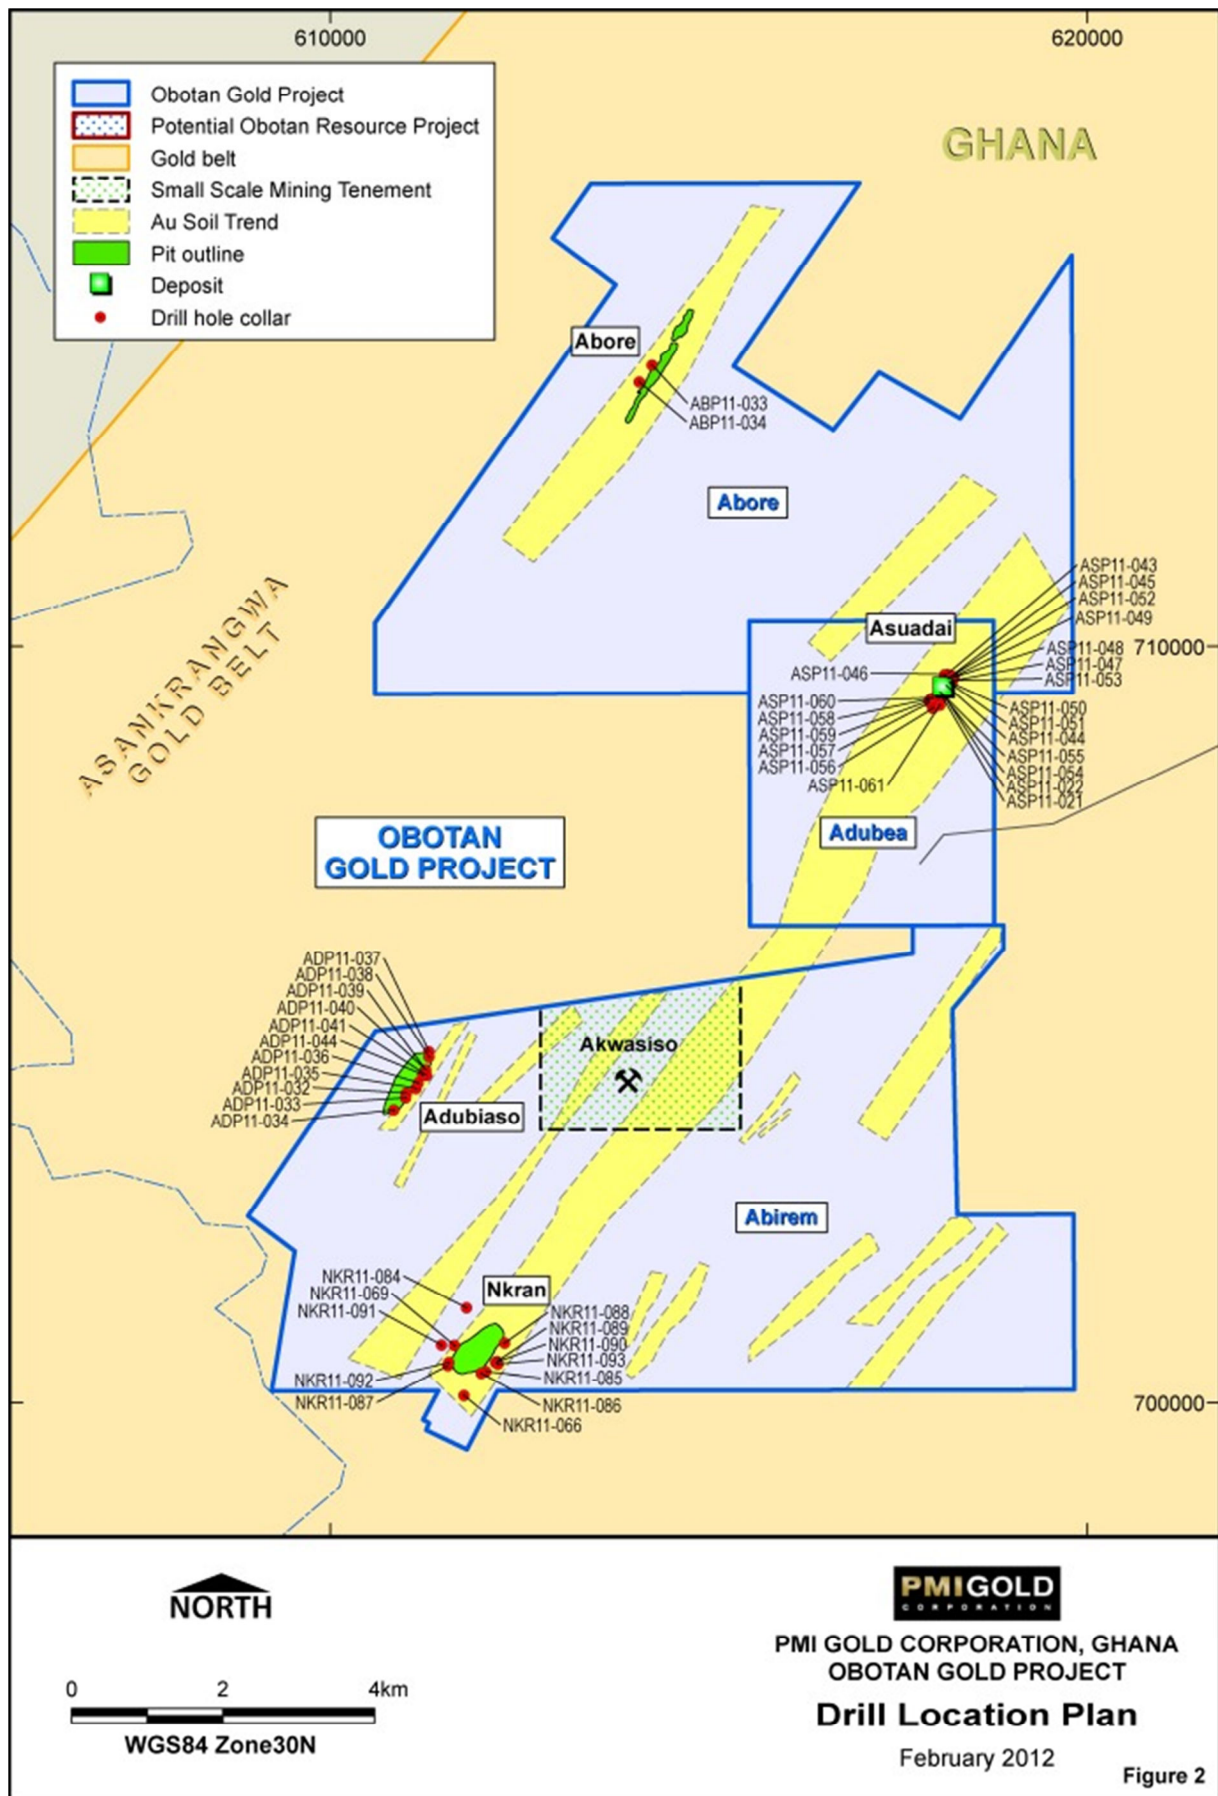 610000
620000
Obotan Gold Project
Potential Obotan Resource Project
Gold belt
Small Scale Mining Tenement
Au Soil Trend
Pit outline
Deposit
Drill hole collar
GHANA
Abore
ABP11-033
ABP11-034
Abore
ASP11-043
ASP11-045
ASP11-052
ASP11-049
Asuadai
ASP11-048
710000
ASP11-047
ASP11-046
ASP11-053
ASP11-060
ASP11-050
ASP11-058
ASP11-051
ASP11-059
ASP11-044
ASP11-057
ASP11-055
ASP11-056
ASP11-054
ASP11-061
ASP11-022
ASP11-021
ASANKRANGWA
GOLD BELT
OBOTAN
GOLD PROJECT
Adubea
ADP11-037
ADP11-038
ADP11-039
ADP11-040
ADP11-041
ADP11-044
ADP11-036
ADP11-035
ADP11-032
ADP11-033
ADP11-034
Akwasiso
Adubiaso
Abirem
NKR11-084
NKR11-069
NKR11-091
Nkran
NKR11-088
NKR11-089
NKR11-090
NKR11-093
NKR11-085
NKR11-092
NKR11-087
NKR11-086
NKR11-066
700000
NORTH
0 2 4km
WGS84 Zone30N
PMIGOLD
CORPORATION
PMI GOLD CORPORATION, GHANA
OBOTAN GOLD PROJECT
Drill Location Plan
February 2012
Figure 2